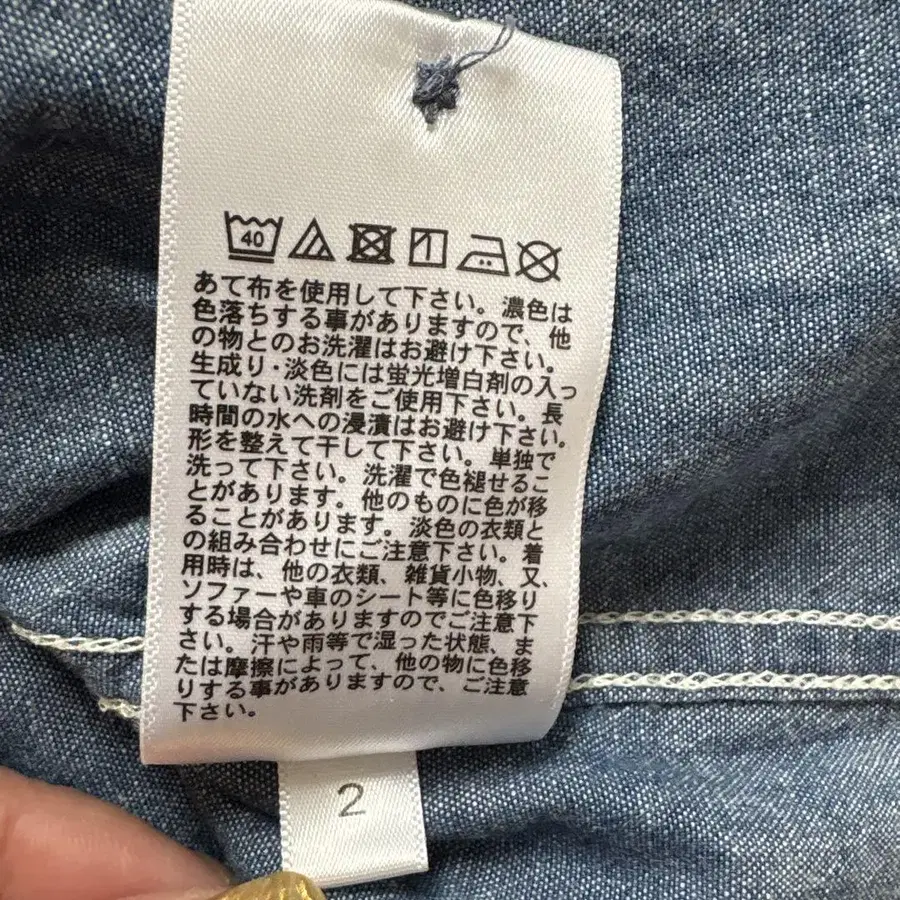 40
あて布を使用して下さい。濃色は
色落ちする事がありますので、他
の物とのお洗濯はお避け下さい。
生成り・淡色には蛍光増白剤の入っ
ていない洗剤をご使用下さい。長
時間の水への浸漬はお避け下さい。
形を整えて干して下さい。単独で
洗って下さい。洗濯で色褪せるこ
とがあります。他のものに色が移
ることがあります。淡色の衣類と
の組み合わせにご注意下さい。着
用時は、他の衣類、雑貨小物、又、
ソファーや車のシート等に色移り
する場合がありますのでご注意下
さい。汗や雨等で湿った状態、ま
たは摩擦によって、他の物に色移
りする事がありますので、ご注意
下さい。
2